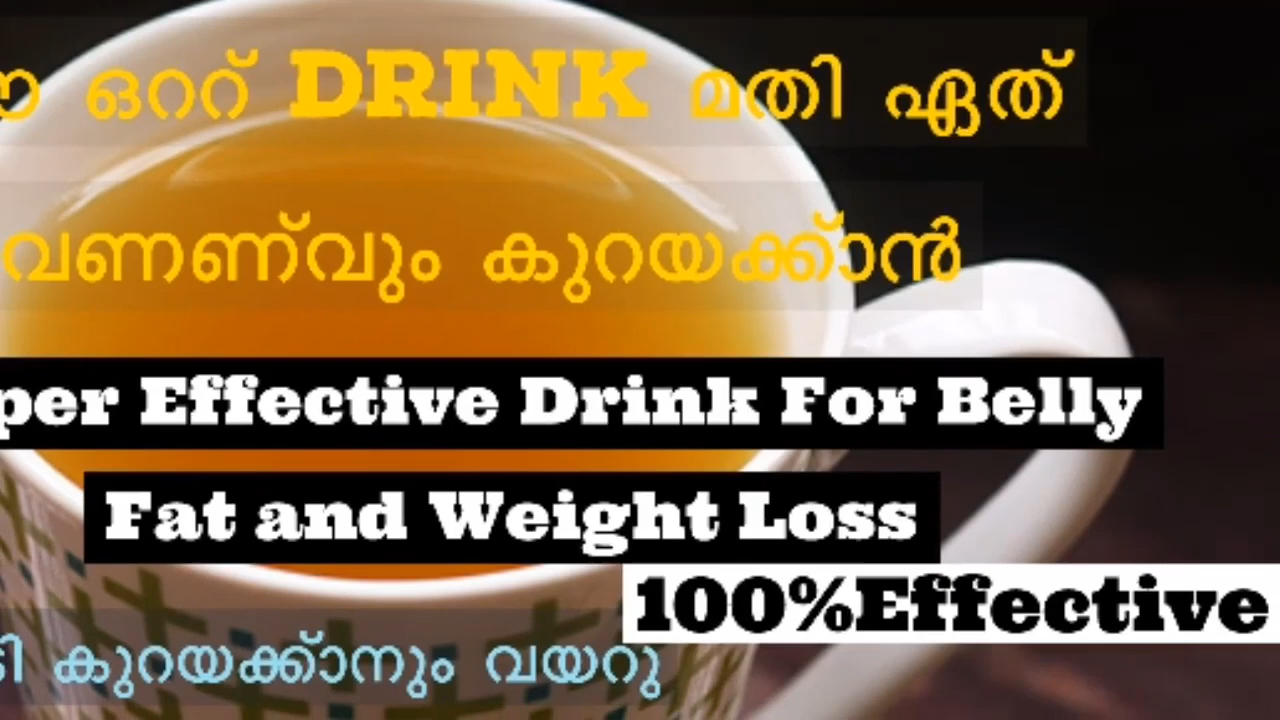 ഈ ഒററ് DRINK മതി ഏത്
വണണ്വും കുറയക്ക്ാൻ
per Effective Drink For Belly
Fat and Weight Loss
100%Effective
ടി കുറയക്ക്ാനും വയറു